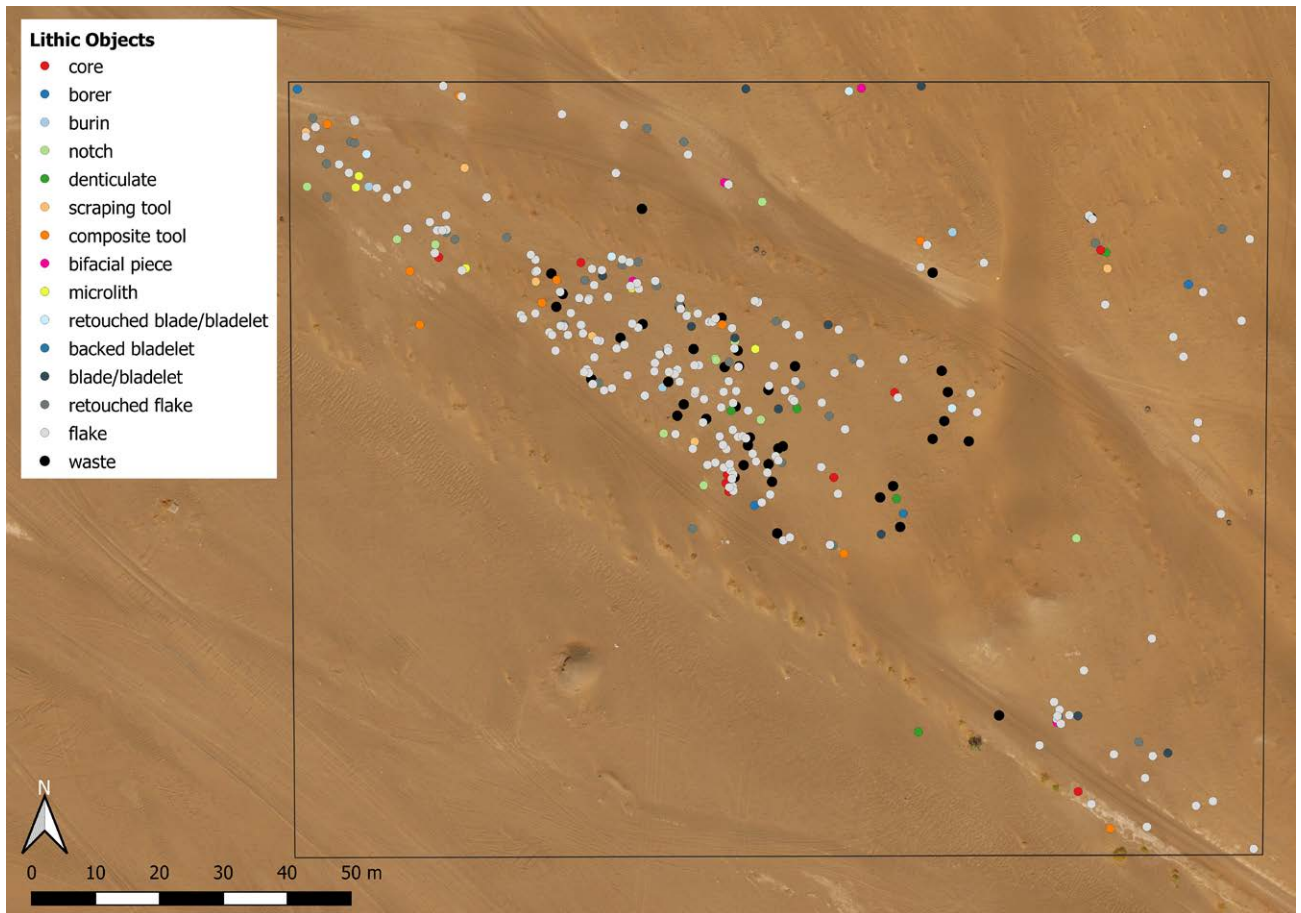 Lithic Objects
core
borer
burin
notch
denticulate
scraping tool
composite tool
bifacial piece
microlith
retouched blade/bladelet
backed bladelet
blade/bladelet
retouched flake
flake
waste
N
0 10 20 30 40 50 m